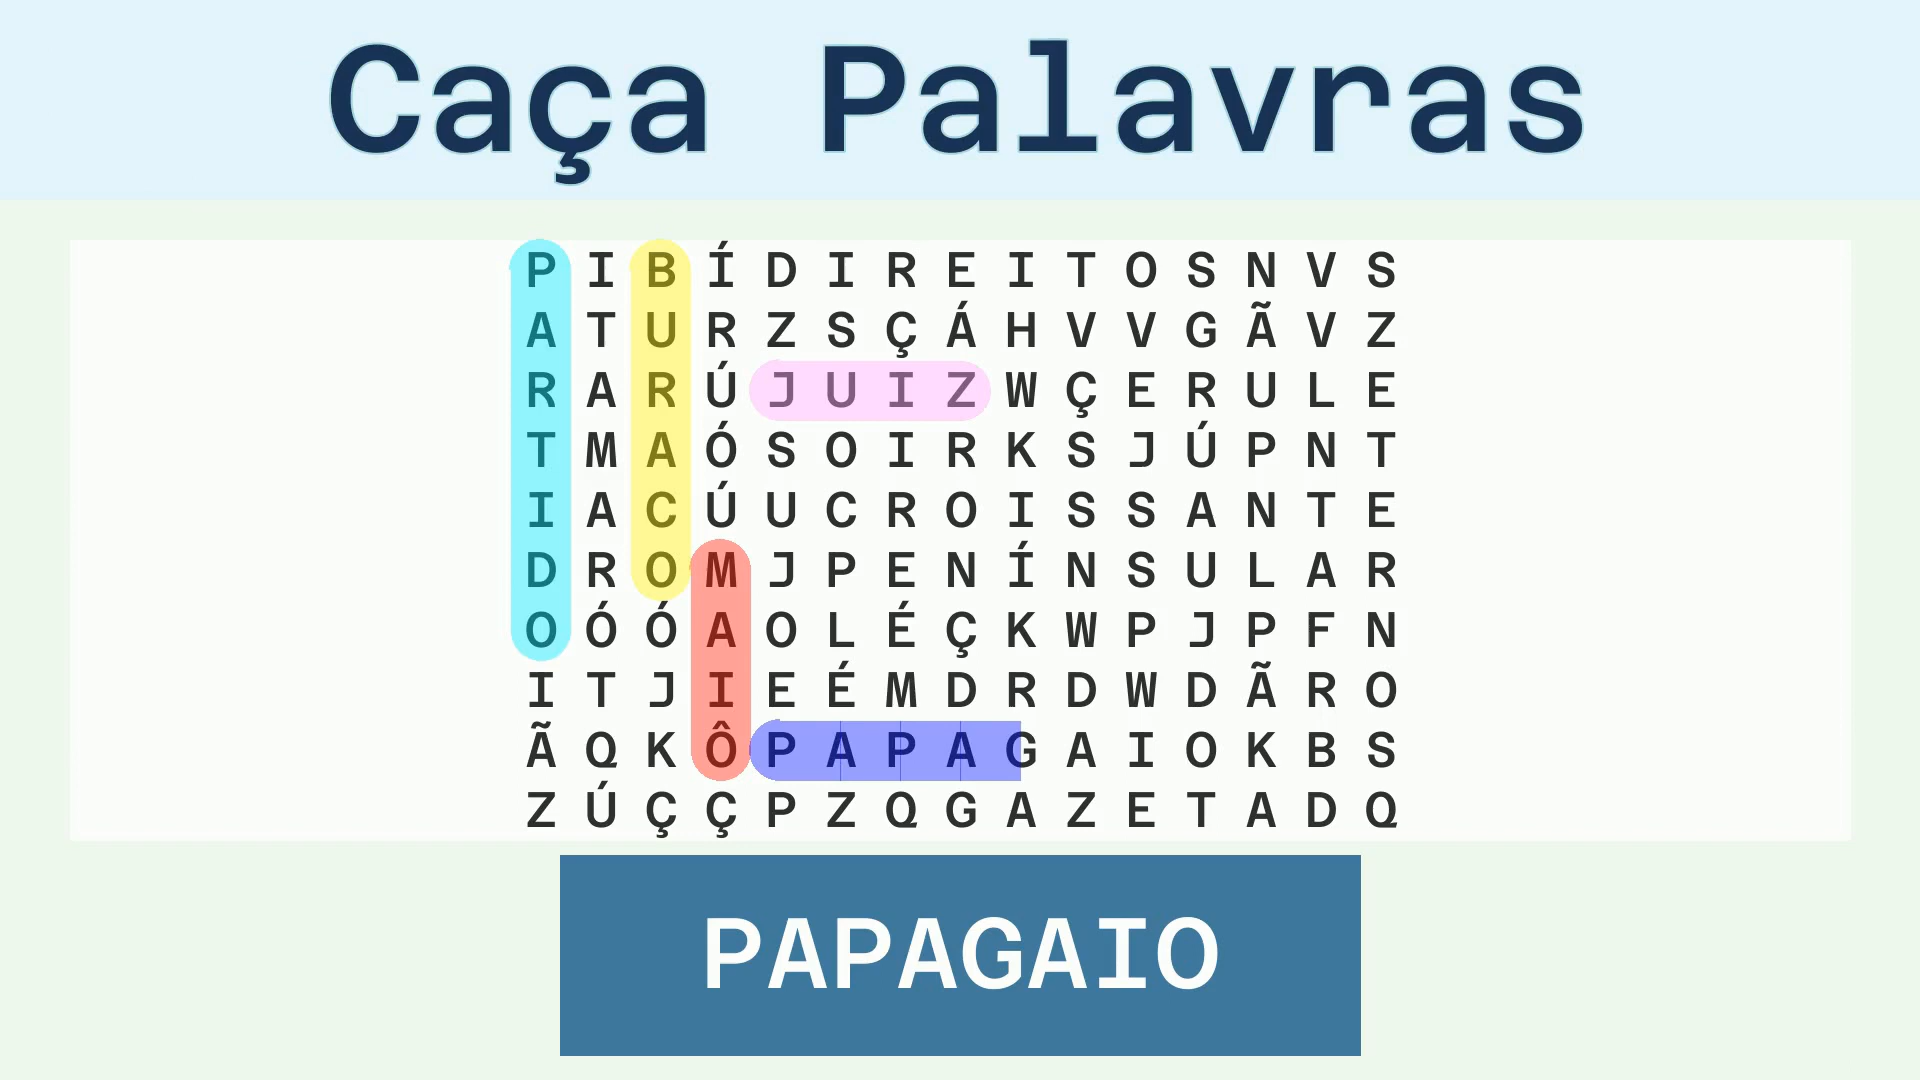 Caça Palavras
P I B Í D I R E I T O S N V S
A T U R Z S Ç Á H V V G Ã V Z
R A R Ú J U I Z W Ç E R U L E
T M A Ó S O I R K S J Ú P N T
I A C Ú U C R O I S S A N T E
D R O M J P E N Í N S U L A R
O Ó Ó A O L É Ç K W P J P F N
I T J I E É M D R D W D Ã R O
Ã Q K Ô P A P A G A I O K B S
Z Ú Ç Ç P Z Q G A Z E T A D Q
PAPAGAIO